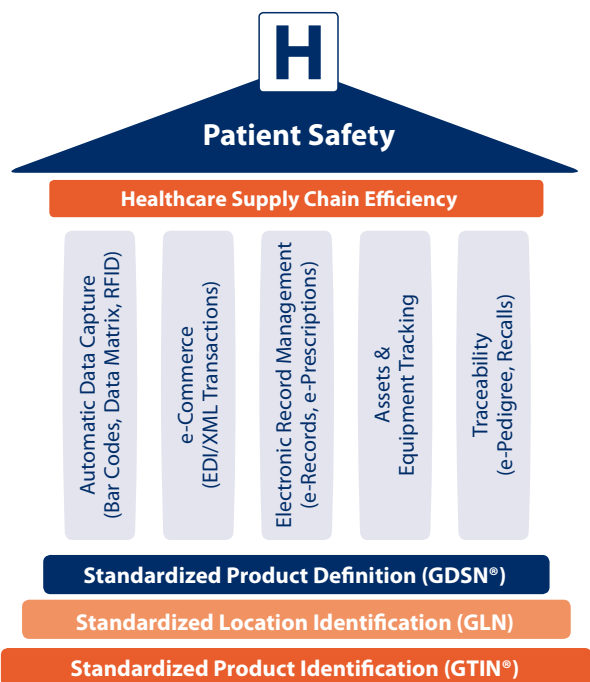 H
Patient Safety
Healthcare Supply Chain Efficiency
Automatic Data Capture
(Bar Codes, Data Matrix, RFID)
e-Commerce
(EDI/XML Transactions)
Electronic Record Management
(e-Records, e-Prescriptions)
Assets &
Equipment Tracking
Traceability
(e-Pedigree, Recalls)
Standardized Product Definition (GDSN®)
Standardized Location Identification (GLN)
Standardized Product Identification (GTIN®)